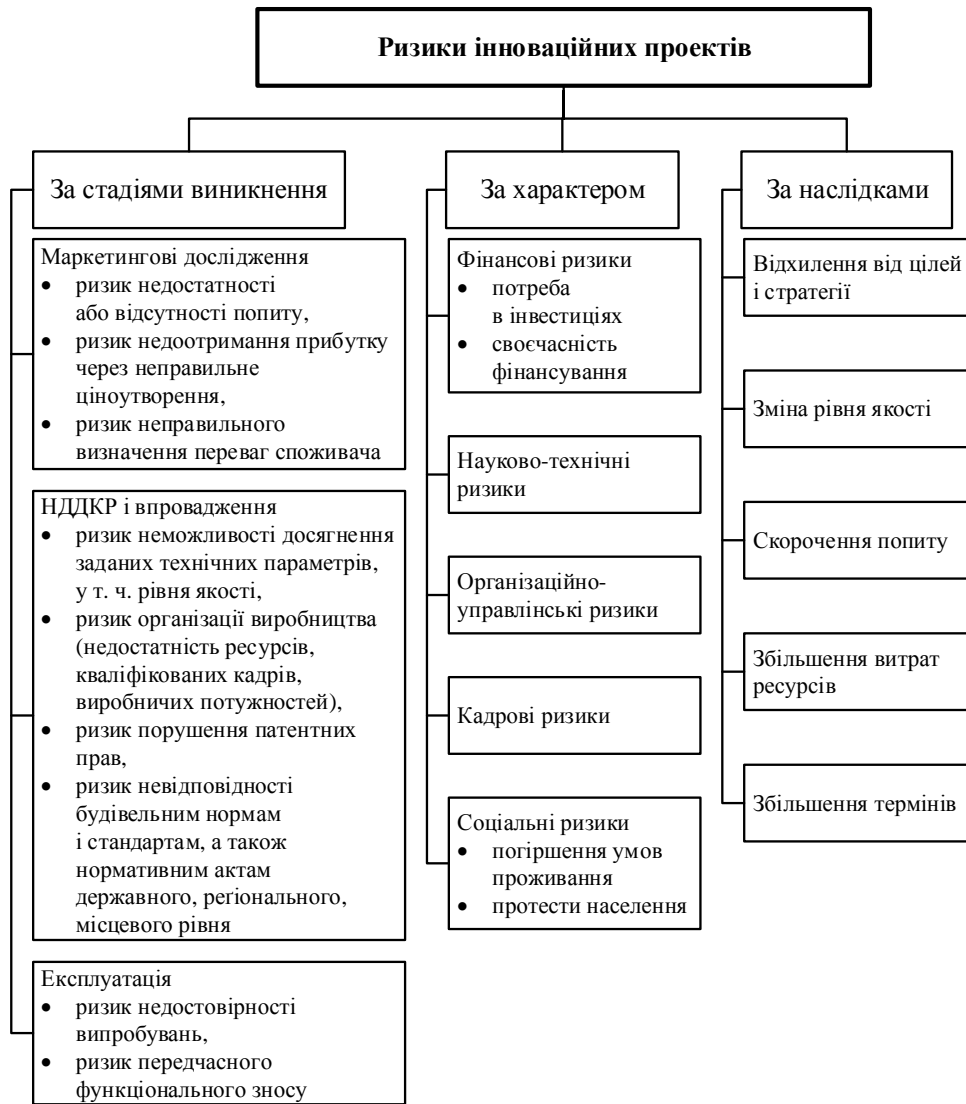 Ризики інноваційних проектів
За стадіями виникнення
Маркетингові дослідження
• ризик недостатності
або відсутності попиту,
• ризик недоотримання прибутку
через неправильне
ціноутворення,
• ризик неправильного
визначення переваг споживача
НДДКР і впровадження
• ризик неможливості досягнення
заданих технічних параметрів,
у т. ч. рівня якості,
• ризик організації виробництва
(недостатність ресурсів,
кваліфікованих кадрів,
виробничих потужностей),
• ризик порушення патентних
прав,
• ризик невідповідності
будівельним нормам
і стандартам, а також
нормативним актам
державного, реґіонального,
місцевого рівня
Експлуатація
• ризик недостовірності
випробувань,
• ризик передчасного
функціонального зносу
За характером
Фінансові ризики
• потреба
в інвестиціях
• своєчасність
фінансування
Науково-технічні
ризики
Організаційно-
управлінські ризики
Кадрові ризики
Соціальні ризики
• погіршення умов
проживання
• протести населення
За наслідками
Відхилення від цілей
і стратегії
Зміна рівня якості
Скорочення попиту
Збільшення витрат
ресурсів
Збільшення термінів